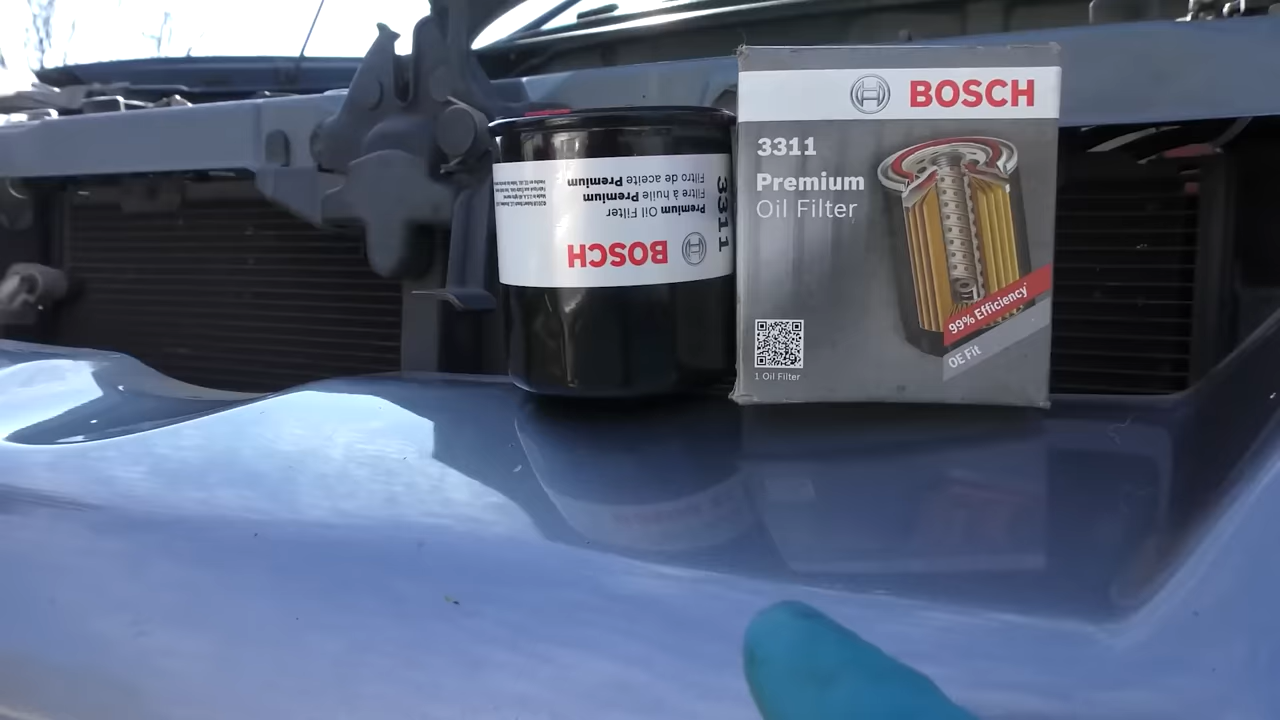 BOSCH
3311
Premium
Oil Filter
99% Efficiency*
OE Fit
1 Oil Filter
BOSCH
3311
Premium Oil Filter
Filtre à huile Premium
Filtro de aceite Premium